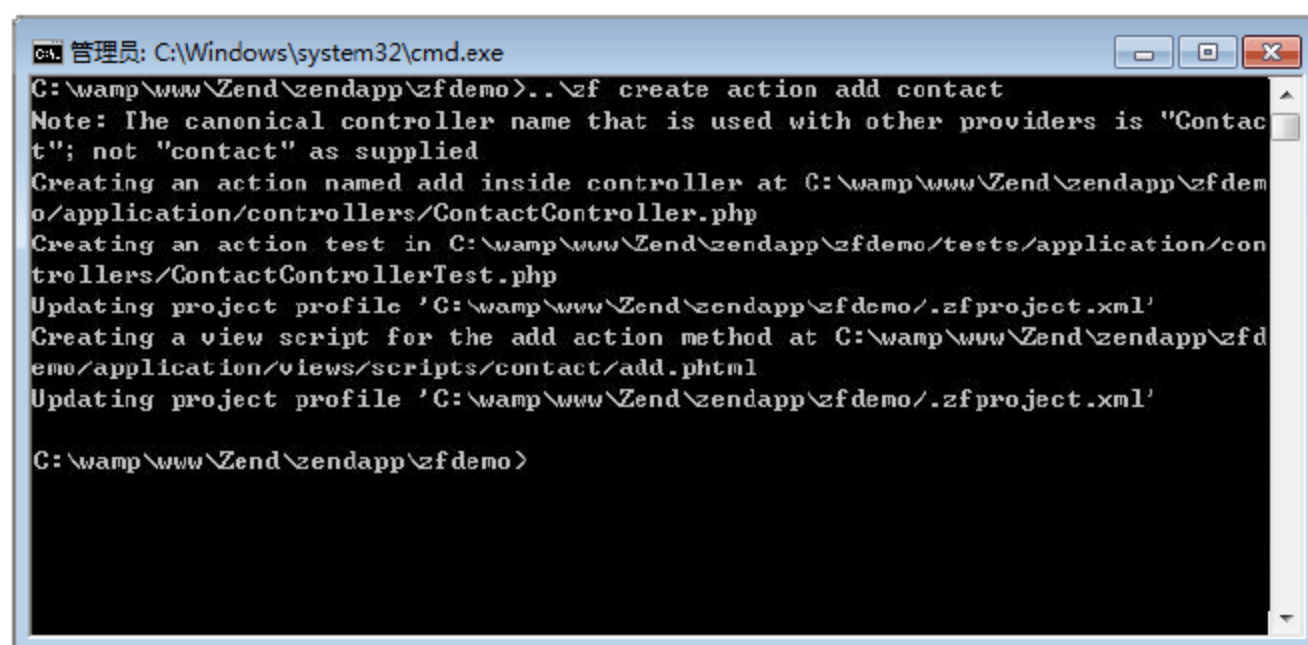 管理员: C:\Windows\system32\cmd.exe
C:\wamp\www\Zend\zendapp\zfdemo>..\zf create action add contact
Note: The canonical controller name that is used with other providers is "Contac
t"; not "contact" as supplied
Creating an action named add inside controller at C:\wamp\www\Zend\zendapp\zfdem
o/application/controllers/ContactController.php
Creating an action test in C:\wamp\www\Zend\zendapp\zfdemo/tests/application/con
trollers/ContactControllerTest.php
Updating project profile 'C:\wamp\www\Zend\zendapp\zfdemo/.zfproject.xml'
Creating a view script for the add action method at C:\wamp\www\Zend\zendapp\zfd
emo/application/views/scripts/contact/add.phtml
Updating project profile 'C:\wamp\www\Zend\zendapp\zfdemo/.zfproject.xml'
C:\wamp\www\Zend\zendapp\zfdemo>